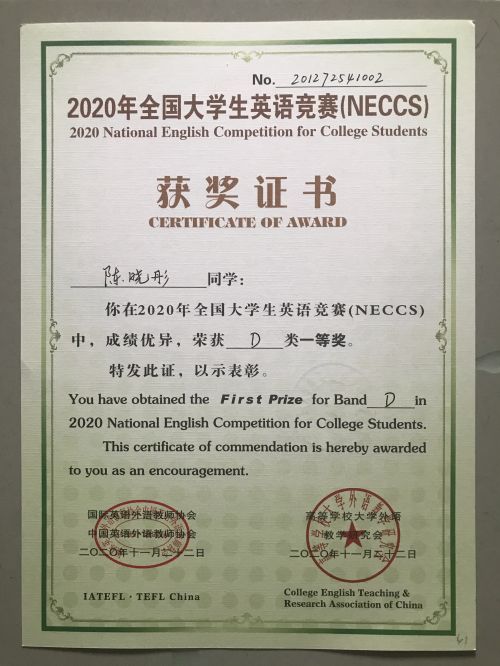 No. 201272541002
2020年全国大学生英语竞赛(NECCS)
2020 National English Competition for College Students
获奖证书
CERTIFICATE OF AWARD
陈晓彤 同学:
你在2020年全国大学生英语竞赛(NECCS)
中，成绩优异，荣获 D 类一等奖。
特发此证，以示表彰。
You have obtained the First Prize for Band D in
2020 National English Competition for College Students.
This certificate of commendation is hereby awarded
to you as an encouragement.
国际英语外语教师协会
中国英语外语教师协会
二〇二〇年十一月二十二日
IATEFL · TEFL China
高等学校大学外语
教学研究会
二〇二〇年十一月二十二日
College English Teaching &
Research Association of China